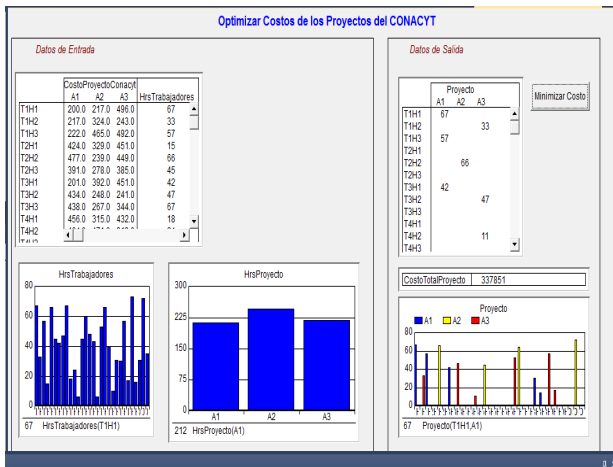 Optimizar Costos de los Proyectos del CONACYT
Datos de Entrada
CostoProyectoConacyt
A1 A2 A3 HrsTrabajadores
T1H1 200.0 217.0 496.0 67
T1H2 217.0 324.0 243.0 33
T1H3 222.0 465.0 492.0 57
T2H1 424.0 329.0 451.0 15
T2H2 477.0 239.0 449.0 66
T2H3 391.0 278.0 385.0 45
T3H1 201.0 392.0 451.0 42
T3H2 434.0 248.0 241.0 47
T3H3 438.0 267.0 344.0 67
T4H1 456.0 315.0 432.0 18
HrsTrabajadores
80
60
40
20
0
67 HrsTrabajadores(T1H1)
HrsProyecto
300
225
150
75
0
A1 A2 A3
212 HrsProyecto(A1)
Datos de Salida
Proyecto
A1 A2 A3
T1H1 67
T1H2 33
T1H3 57
T2H1
T2H2 66
T2H3
T3H1 42
T3H2 47
T3H3
T4H1
T4H2 11
T4H3
Minimizar Costo
CostoTotalProyecto 337851
Proyecto
A1 A2 A3
80
60
40
20
0
67 Proyecto(T1H1,A1)